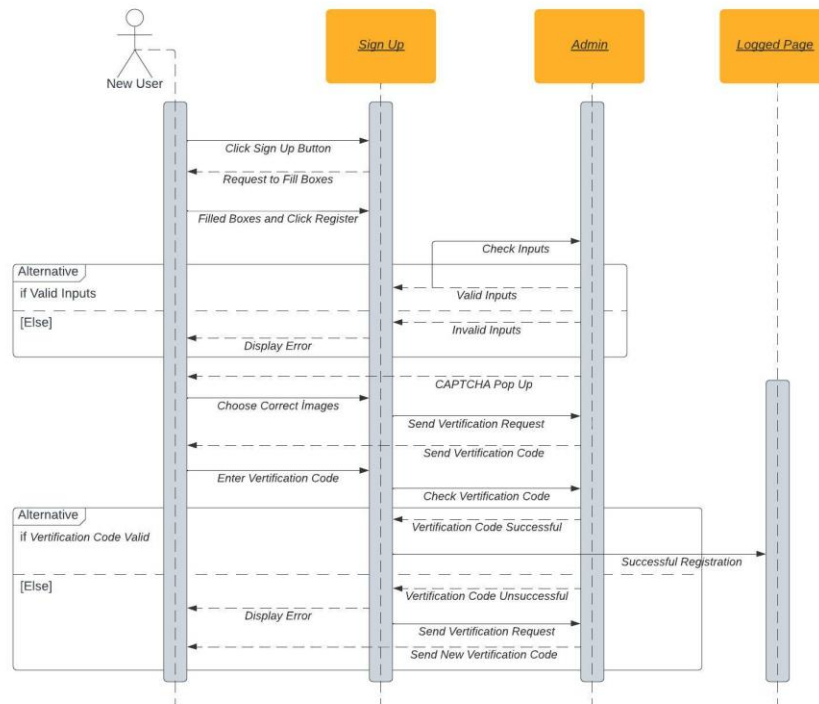 Sign Up
Admin
Logged Page
New User
Click Sign Up Button
Request to Fill Boxes
Filled Boxes and Click Register
Check Inputs
Alternative
if Valid Inputs
Valid Inputs
[Else]
Invalid Inputs
Display Error
CAPTCHA Pop Up
Choose Correct İmages
Send Vertification Request
Send Vertification Code
Enter Vertification Code
Check Vertification Code
Alternative
Vertification Code Successful
if Vertification Code Valid
Successful Registration
[Else]
Vertification Code Unsuccessful
Display Error
Send Vertification Request
Send New Vertification Code